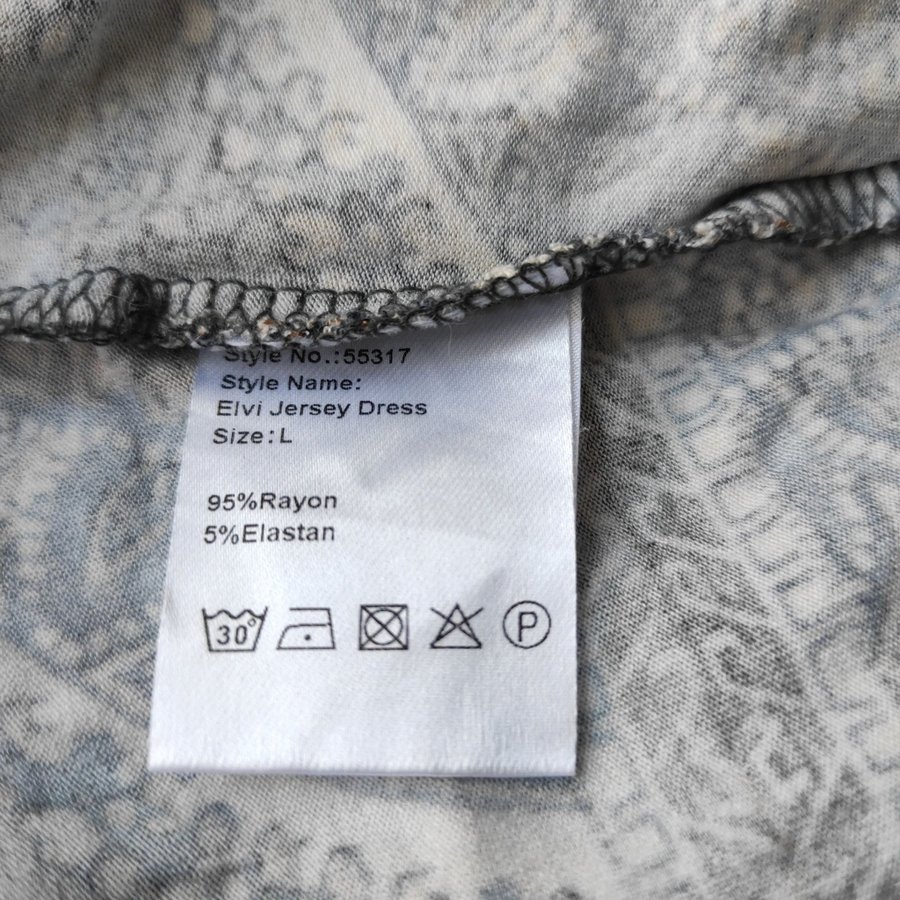 Style No.:55317
Style Name:
Elvi Jersey Dress
Size:L
95%Rayon
5%Elastan
30° P